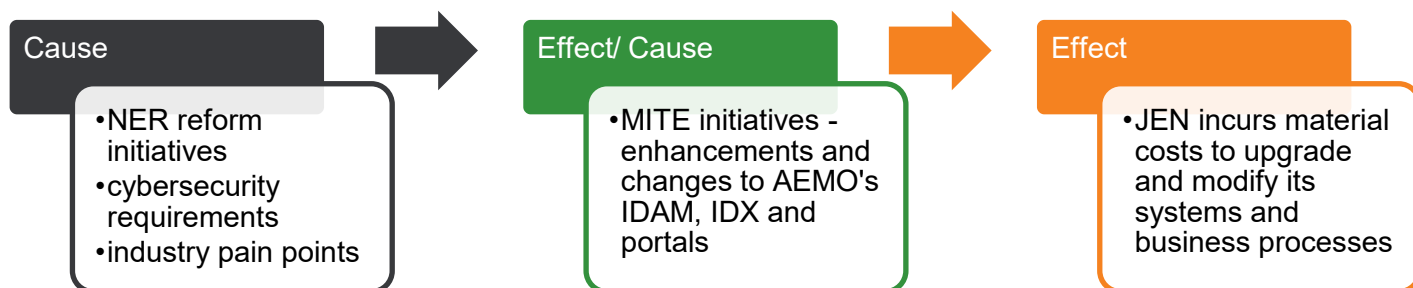 Cause
•NER reform
initiatives
•cybersecurity
requirements
•industry pain points
Effect/ Cause
•MITE initiatives -
enhancements and
changes to AEMO's
IDAM, IDX and
portals
Effect
•JEN incurs material
costs to upgrade
and modify its
systems and
business processes